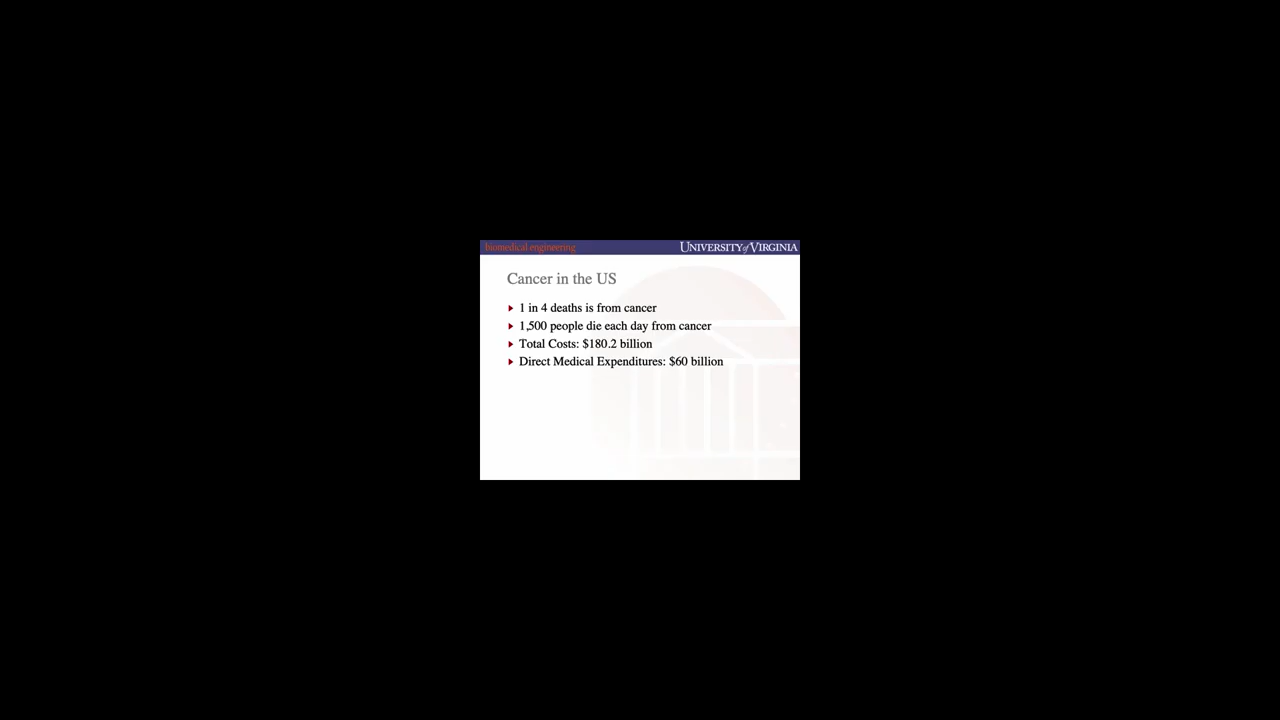 biomedical engineering
UNIVERSITY of VIRGINIA
Cancer in the US
1 in 4 deaths is from cancer
1,500 people die each day from cancer
Total Costs: $180.2 billion
Direct Medical Expenditures: $60 billion